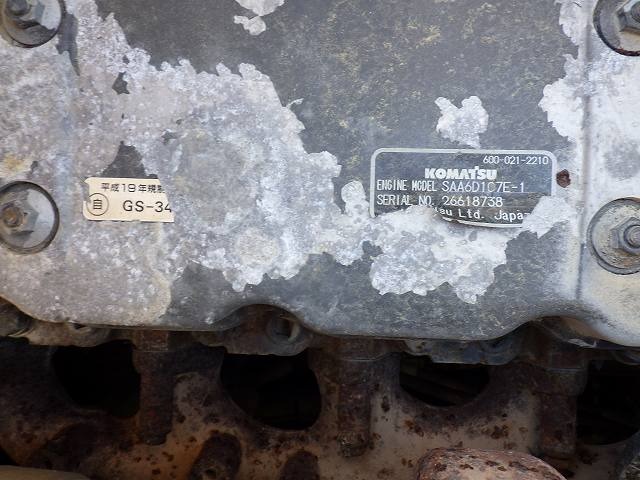 平成19年規制
自 GS-34
600-021-2210
KOMATSU
ENGINE MODEL SAA6D107E-1
SERIAL NO. 26618738
Ltd. Japan